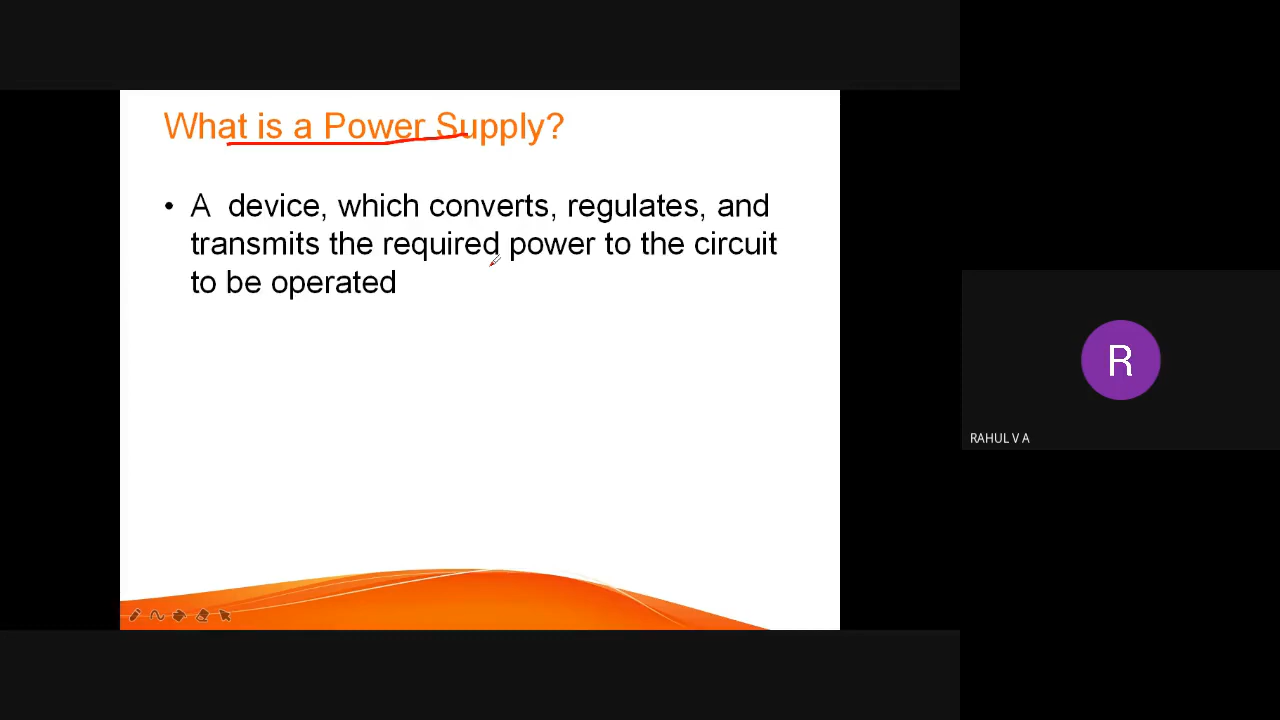 What is a Power Supply?
• A device, which converts, regulates, and
transmits the required power to the circuit
to be operated
R
RAHUL V A